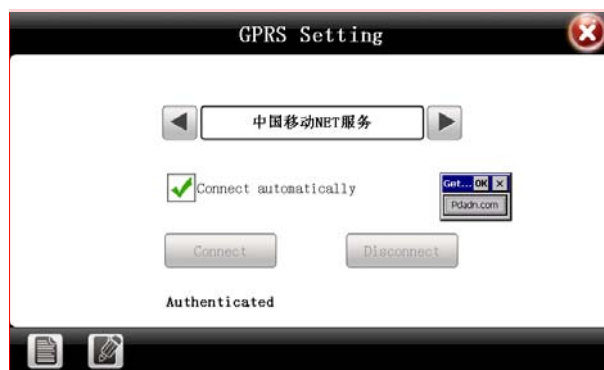 GPRS Setting
中国移动NET服务
Connect automatically
Get... OK
Pdadn.com
Connect
Disconnect
Authenticated